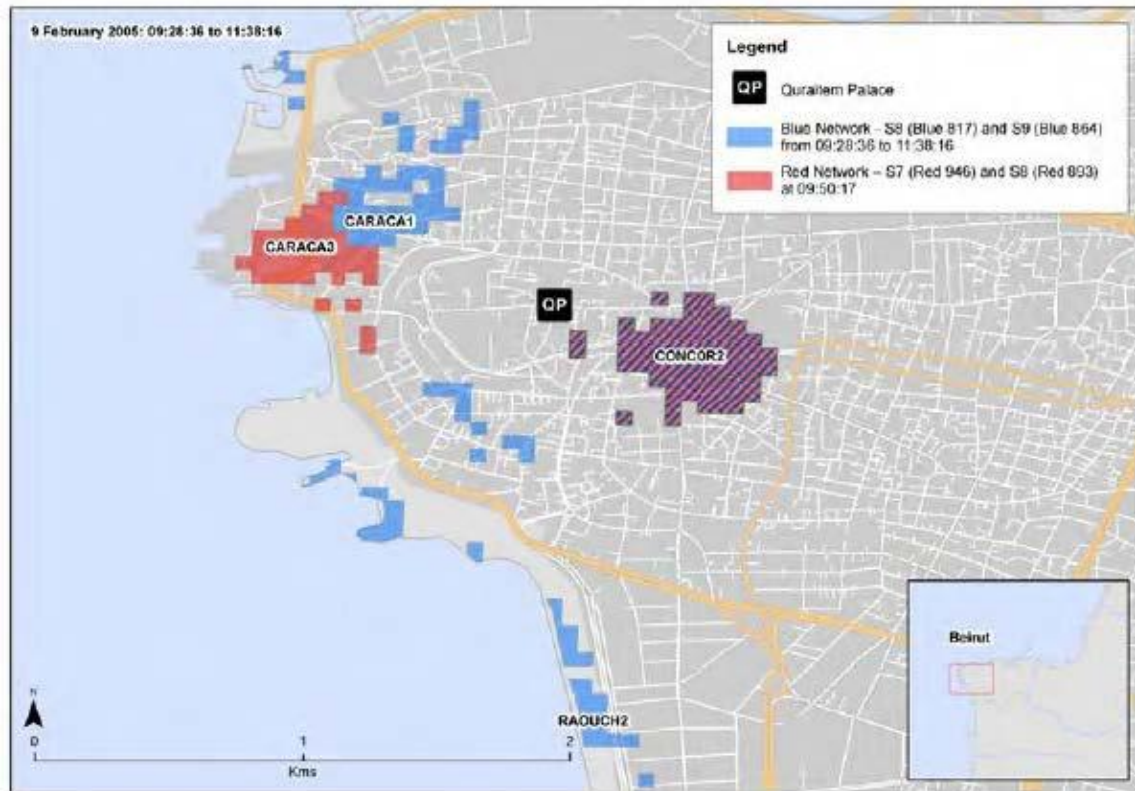 9 February 2005: 09:28:36 to 11:38:16
Legend
QP
Quraitem Palace
Blue Network – S8 (Blue 817) and S9 (Blue 864)
from 09:28:36 to 11:38:16
Red Network – S7 (Red 946) and S8 (Red 893)
at 09:50:17
CARACA1
CARACA3
QP
CONCOR2
Beirut
RAOUCH2
N
0
1
2
Kms